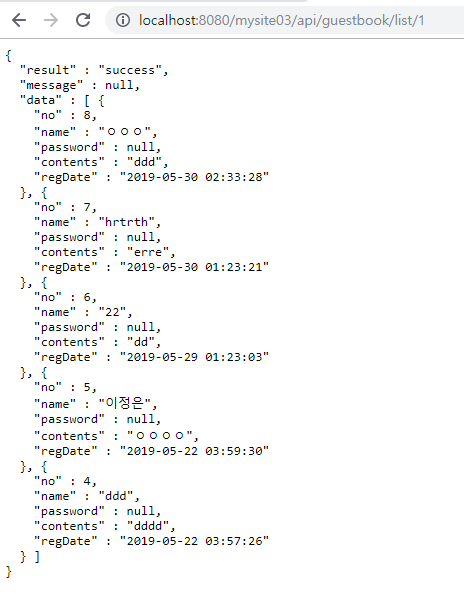 localhost:8080/mysite03/api/guestbook/list/1
{
  "result" : "success",
  "message" : null,
  "data" : [ {
    "no" : 8,
    "name" : "ㅇㅇㅇ",
    "password" : null,
    "contents" : "ddd",
    "regDate" : "2019-05-30 02:33:28"
  }, {
    "no" : 7,
    "name" : "hrtrth",
    "password" : null,
    "contents" : "erre",
    "regDate" : "2019-05-30 01:23:21"
  }, {
    "no" : 6,
    "name" : "22",
    "password" : null,
    "contents" : "dd",
    "regDate" : "2019-05-29 01:23:03"
  }, {
    "no" : 5,
    "name" : "이정은",
    "password" : null,
    "contents" : "ㅇㅇㅇㅇ",
    "regDate" : "2019-05-22 03:59:30"
  }, {
    "no" : 4,
    "name" : "ddd",
    "password" : null,
    "contents" : "dddd",
    "regDate" : "2019-05-22 03:57:26"
  } ]
}